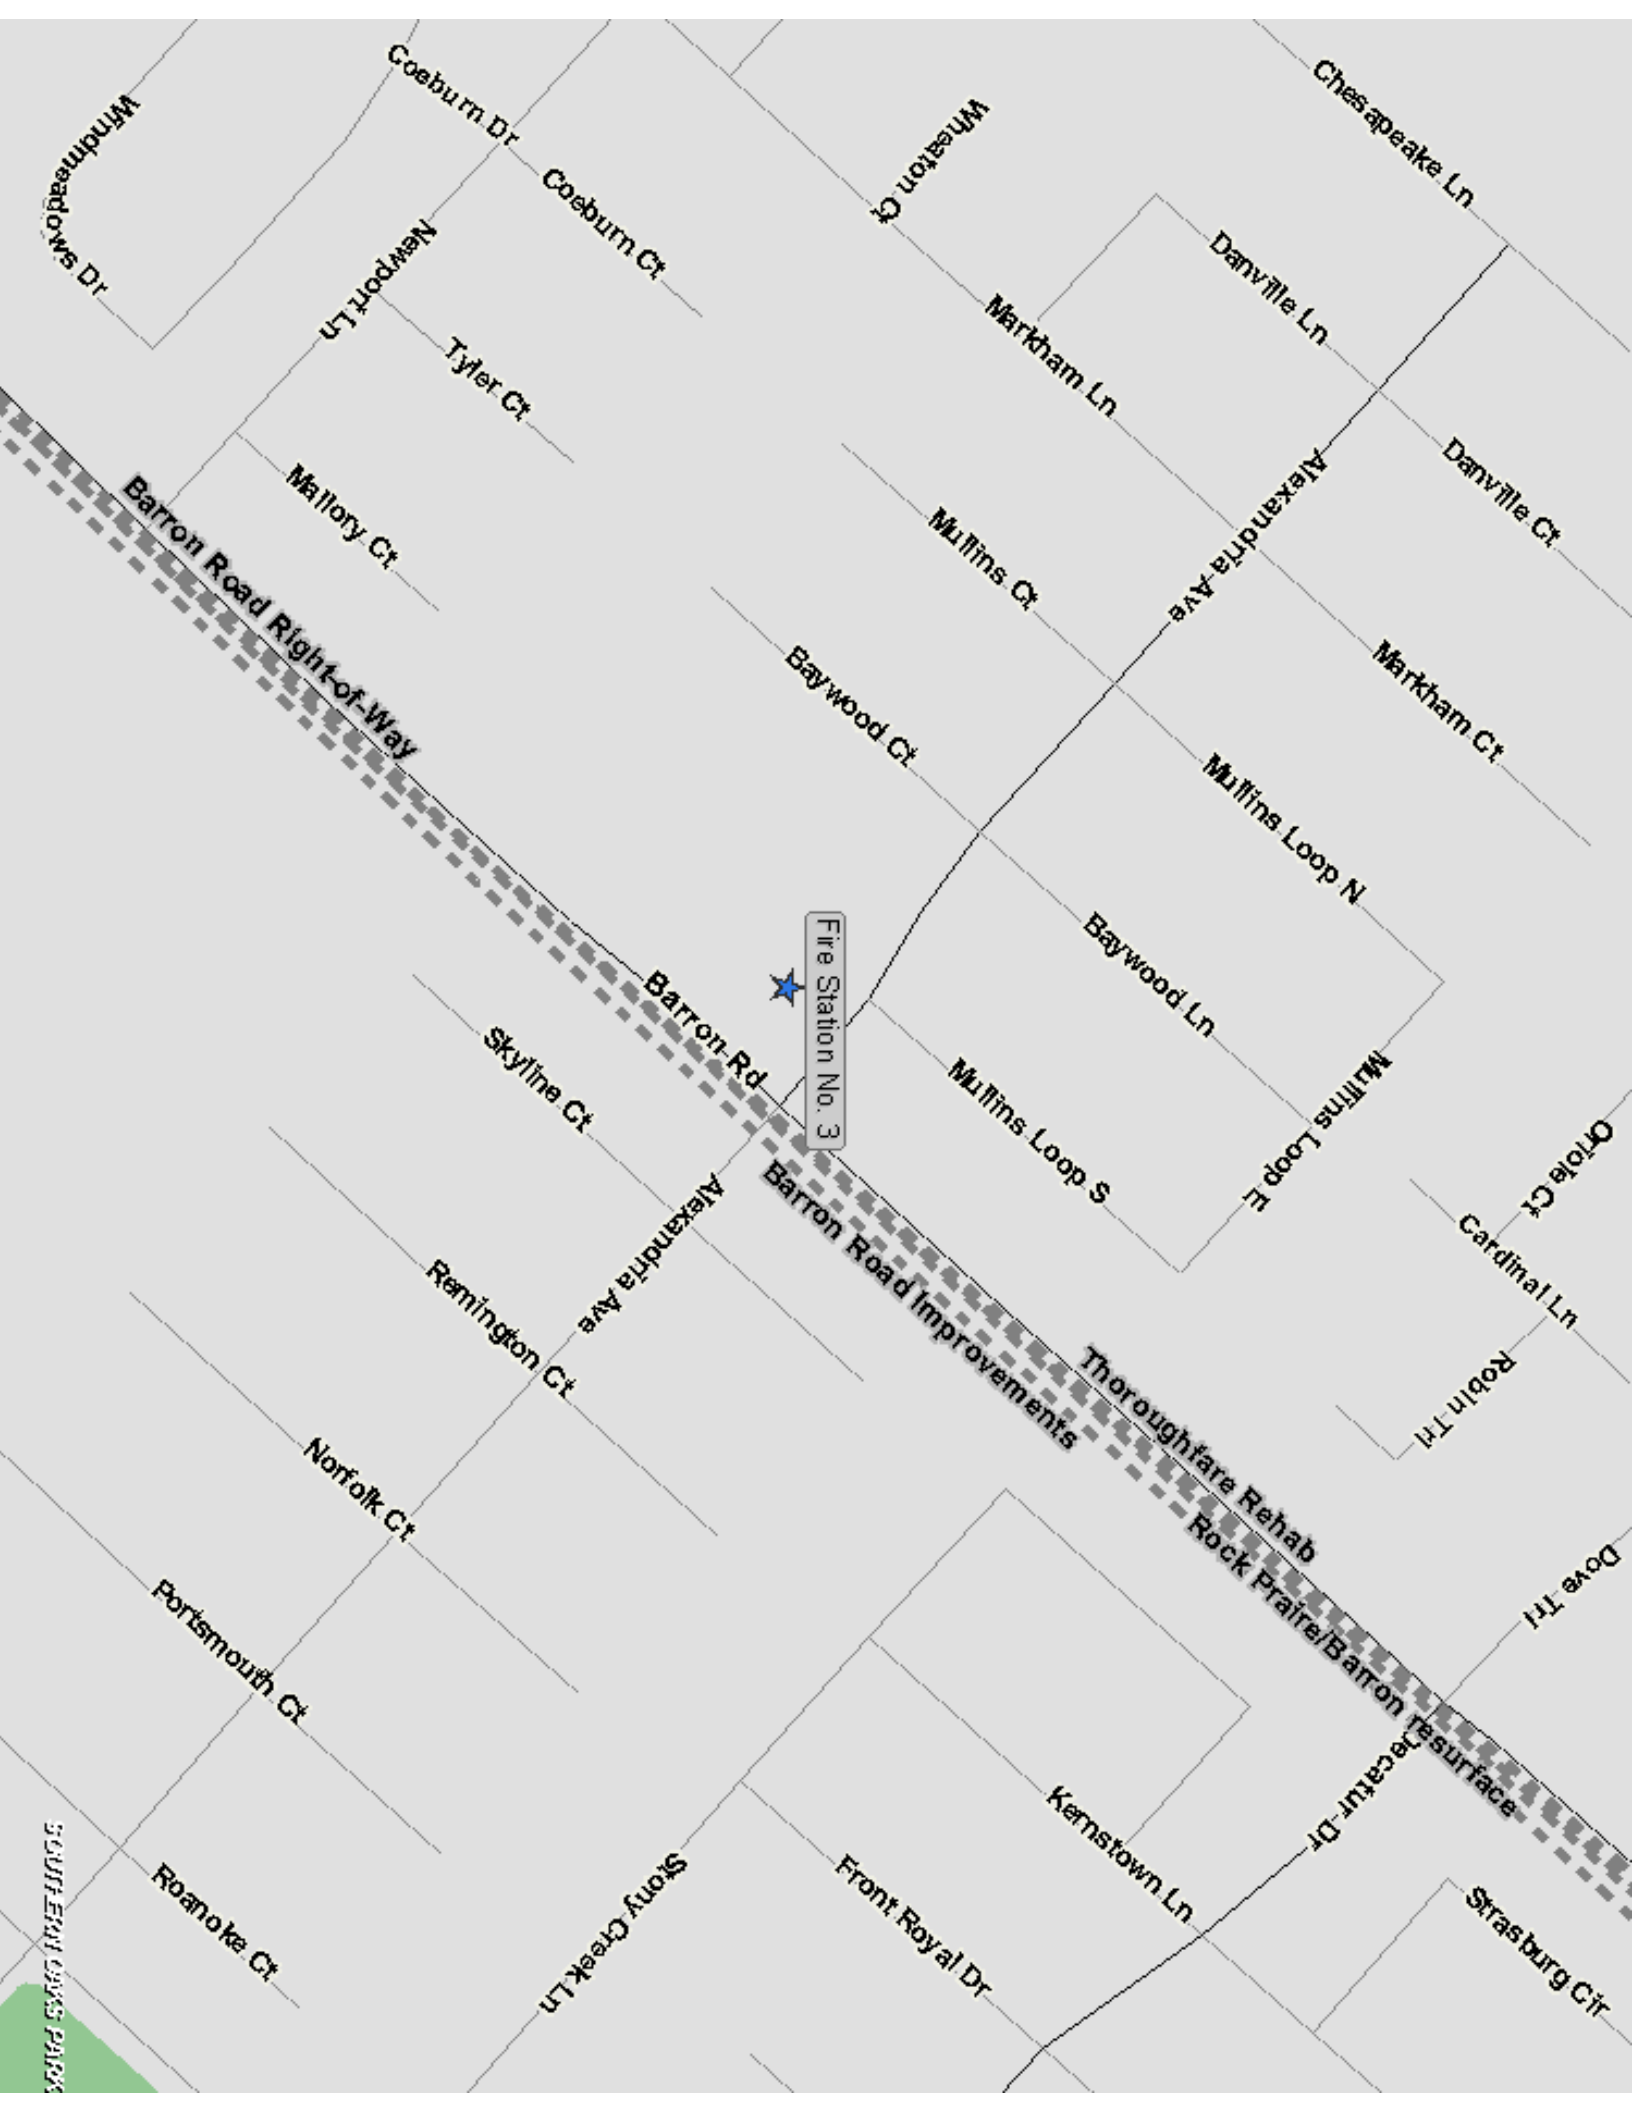 Chesapeake Ln
Coeburn Dr
Windmeadows Dr
Wheaton Ct
Coeburn Ct
Newport Ln
Danville Ln
Markham Ln
Tyler Ct
Danville Ct
Alexandria Ave
Mallory Ct
Barron Road Right-of-Way
Mullins Ct
Markham Ct
Baywood Ct
Mullins Loop N
Fire Station No. 3
Baywood Ln
Barron Rd
Skyline Ct
Mullins Loop S
Mullins Loop E
Oriole Ct
Barron Road Improvements
Alexandria Ave
Cardinal Ln
Remington Ct
Thoroughfare Rehab
Robin Trl
Norfolk Ct
Rock Praire/Barron resurface
Dove Trl
Portsmouth Ct
Decatur Dr
Kernstown Ln
SOUTHERN OAKS PARK
Roanoke Ct
Stony Creek Ln
Front Royal Dr
Strasburg Cir